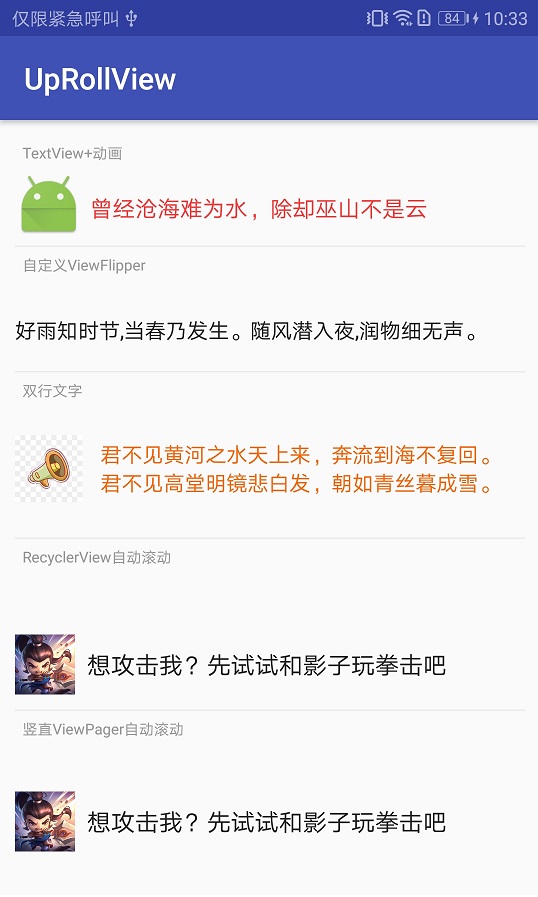 仅限紧急呼叫 84 10:33
UpRollView
TextView+动画
曾经沧海难为水，除却巫山不是云
自定义ViewFlipper
好雨知时节,当春乃发生。随风潜入夜,润物细无声。
双行文字
君不见黄河之水天上来，奔流到海不复回。
君不见高堂明镜悲白发，朝如青丝暮成雪。
RecyclerView自动滚动
想攻击我？先试试和影子玩拳击吧
竖直ViewPager自动滚动
想攻击我？先试试和影子玩拳击吧